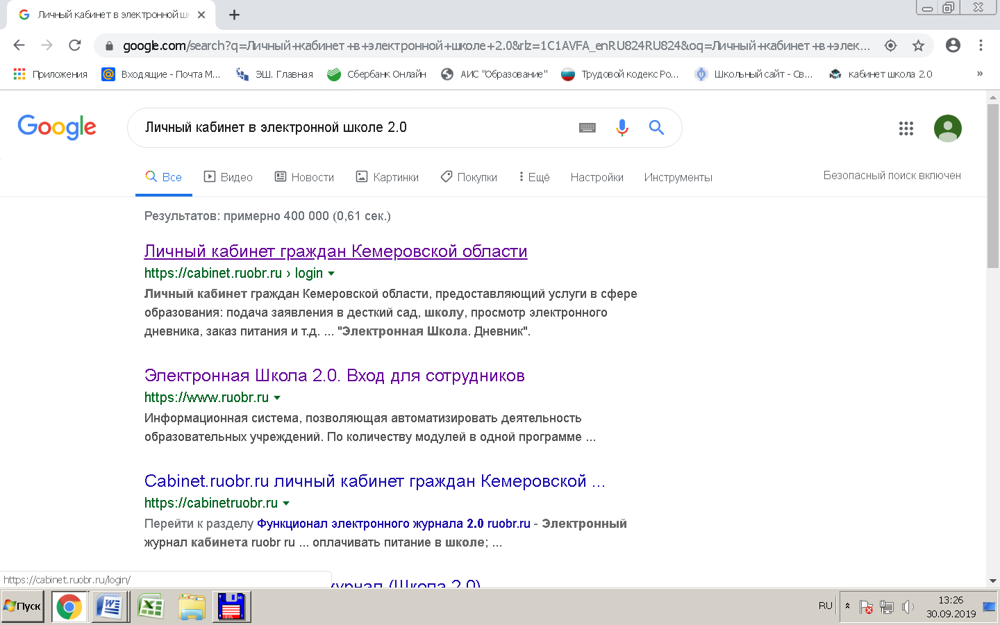 Личный кабинет в электронной ш
google.com/search?q=Личный+кабинет+в+электронной+школе+2.0&rlz=1C1AVFA_enRU824RU824&oq=Личный+кабинет+в+элек...
Приложения Входящие - Почта М... ЭШ. Главная Сбербанк Онлайн АИС "Образование" Трудовой кодекс Ро... Школьный сайт - Св... кабинет школа 2.0 »
Google Личный кабинет в электронной школе 2.0
Все Видео Новости Картинки Покупки Ещё Настройки Инструменты Безопасный поиск включен
Результатов: примерно 400 000 (0,61 сек.)
Личный кабинет граждан Кемеровской области
https://cabinet.ruobr.ru › login
Личный кабинет граждан Кемеровской области, предоставляющий услуги в сфере
образования: подача заявления в десткий сад, школу, просмотр электронного
дневника, заказ питания и т.д. ... "Электронная Школа. Дневник".
Электронная Школа 2.0. Вход для сотрудников
https://www.ruobr.ru
Информационная система, позволяющая автоматизировать деятельность
образовательных учреждений. По количеству модулей в одной программе ...
Cabinet.ruobr.ru личный кабинет граждан Кемеровской ...
https://cabinetruobr.ru
Перейти к разделу Функционал электронного журнала 2.0 ruobr.ru - Электронный
журнал кабинета ruobr ru ... оплачивать питание в школе; ...
журнал (Школа 2.0)
https://cabinet.ruobr.ru/login/
Пуск RU 13:26
30.09.2019